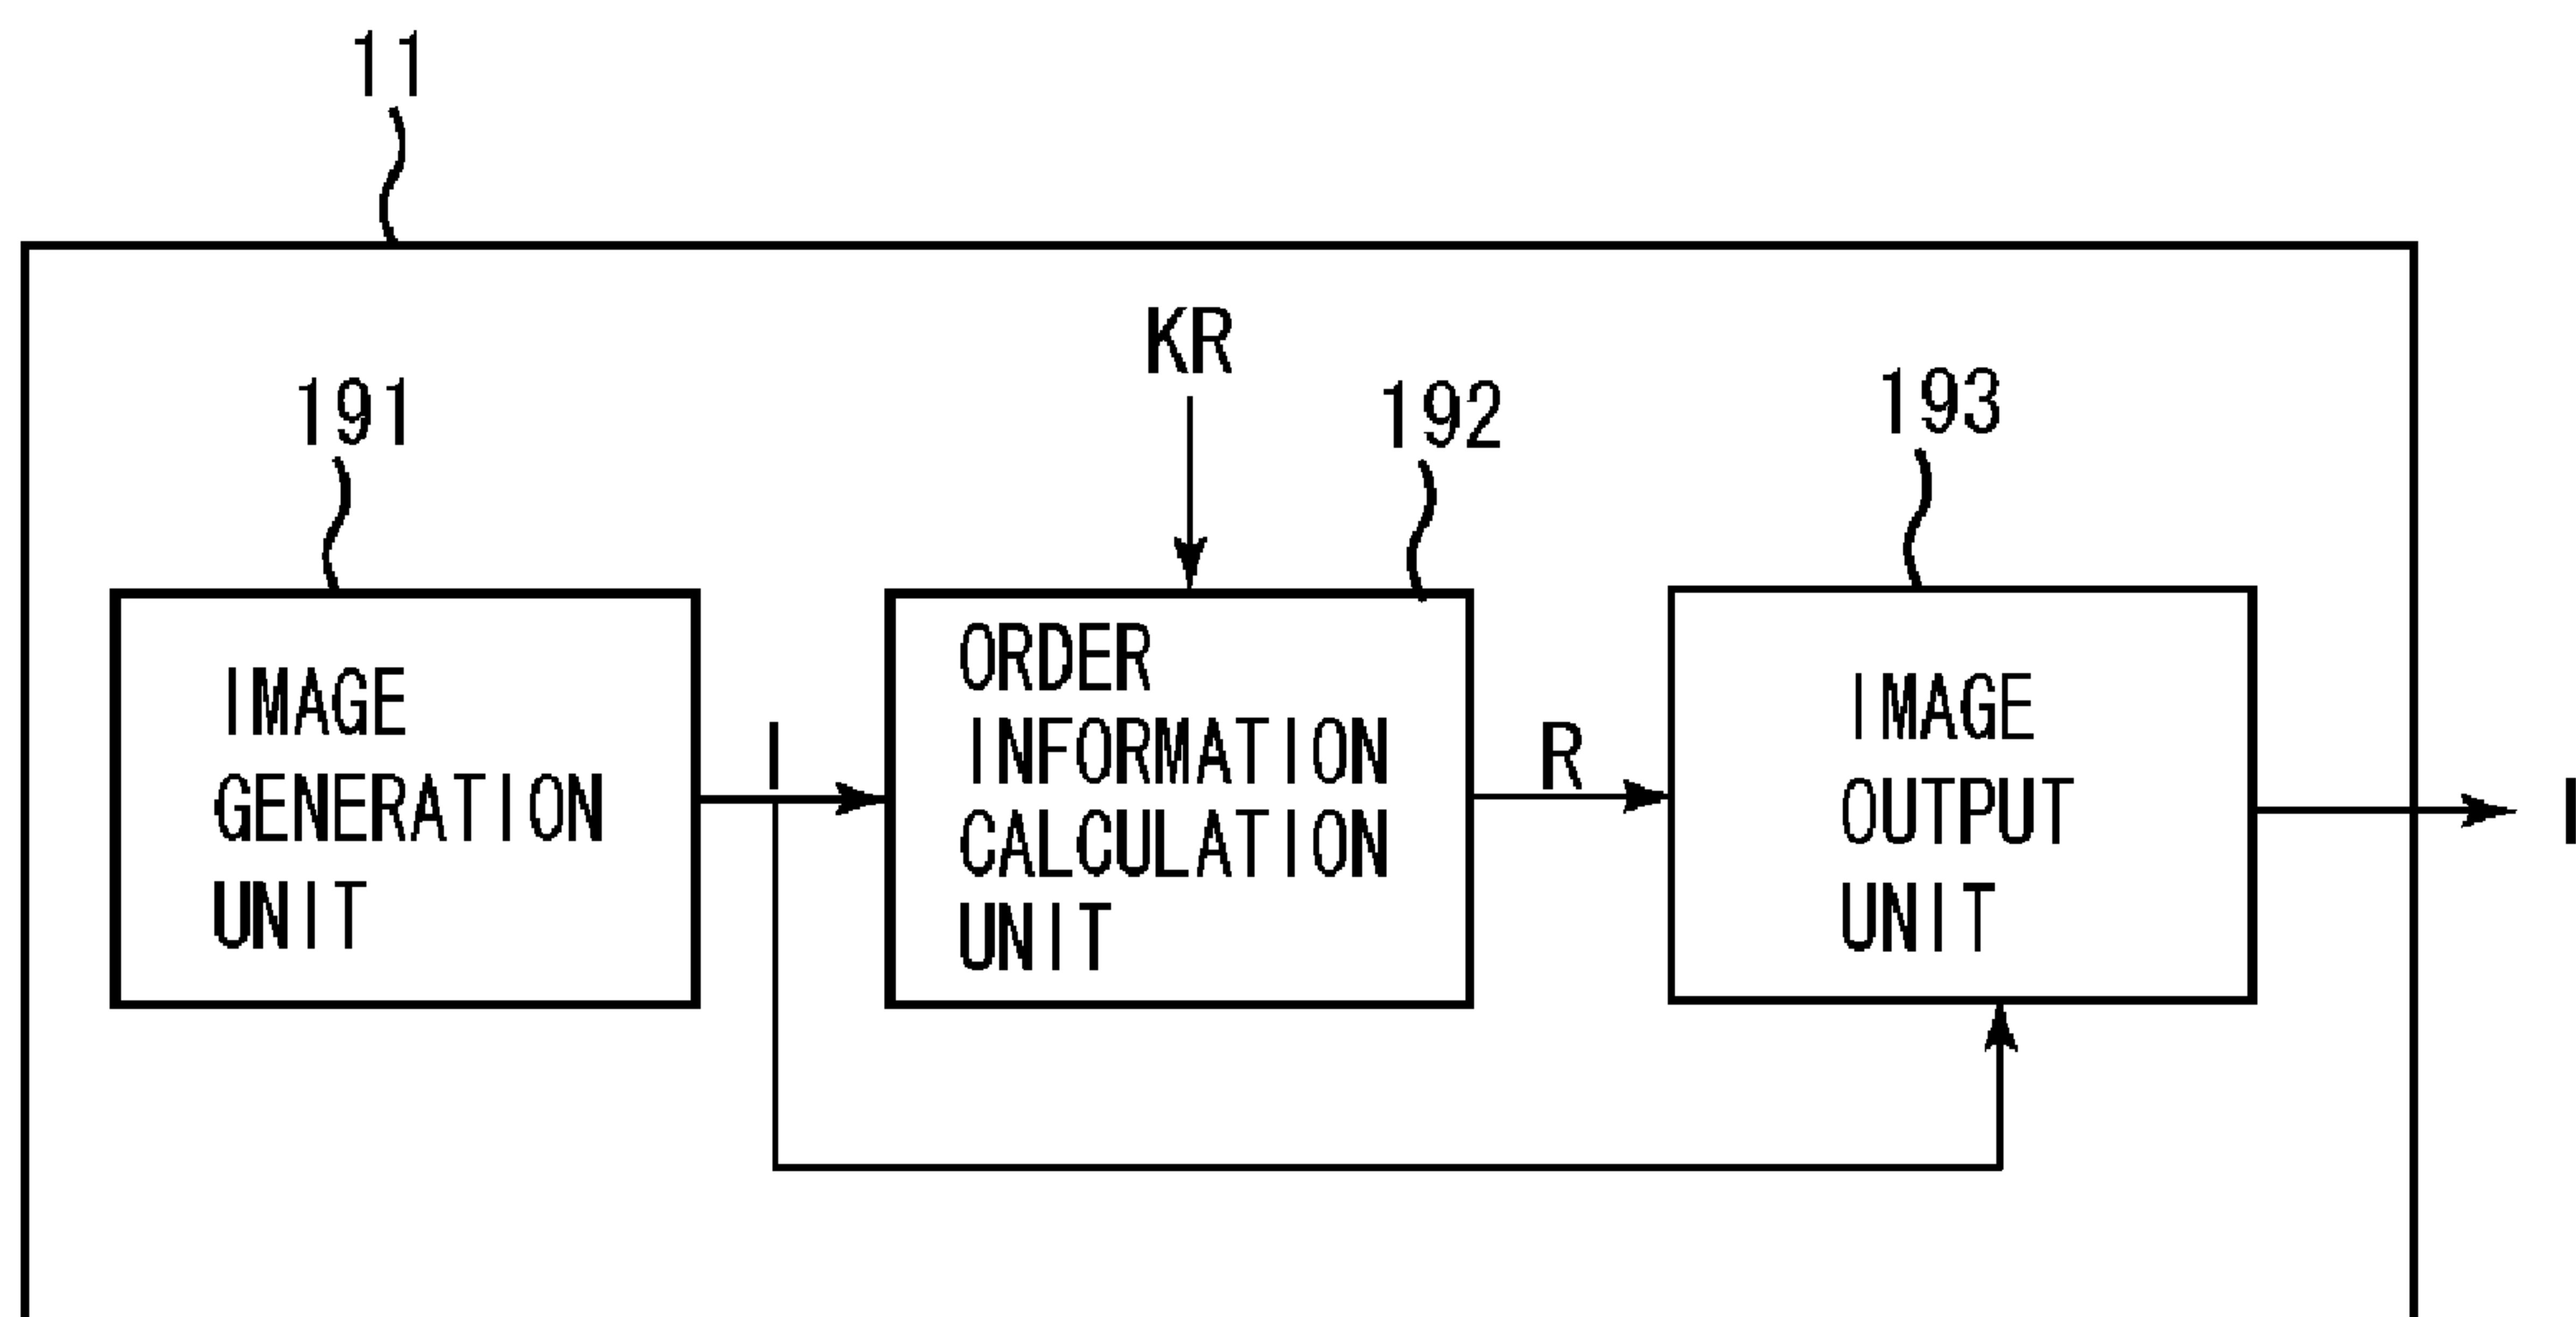 11
KR
191
192
193
IMAGE
GENERATION
UNIT
I
ORDER
INFORMATION
CALCULATION
UNIT
R
IMAGE
OUTPUT
UNIT